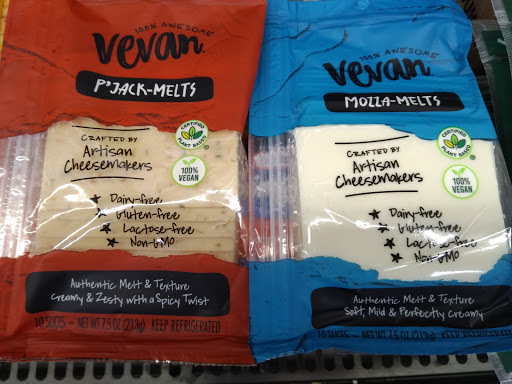 100% AWESOME
vevan
P'JACK-MELTS
CRAFTED BY
Artisan
Cheesemakers
CERTIFIED
PLANT BASED
100%
VEGAN
★ Dairy-free
★ Gluten-free
★ Lactose-free
★ Non-GMO
Authentic Melt & Texture
Creamy & Zesty with a Spicy Twist
10 SLICES – NET WT 7.5 OZ (213g) KEEP REFRIGERATED
100% AWESOME
vevan
MOZZA-MELTS
CRAFTED BY
Artisan
Cheesemakers
CERTIFIED
PLANT BASED
100%
VEGAN
★ Dairy-free
★ Gluten-free
★ Lactose-free
★ Non-GMO
Authentic Melt & Texture
Soft, Mild & Perfectly Creamy
10 SLICES – NET WT 7.5 OZ (213g) KEEP REFRIGERATED